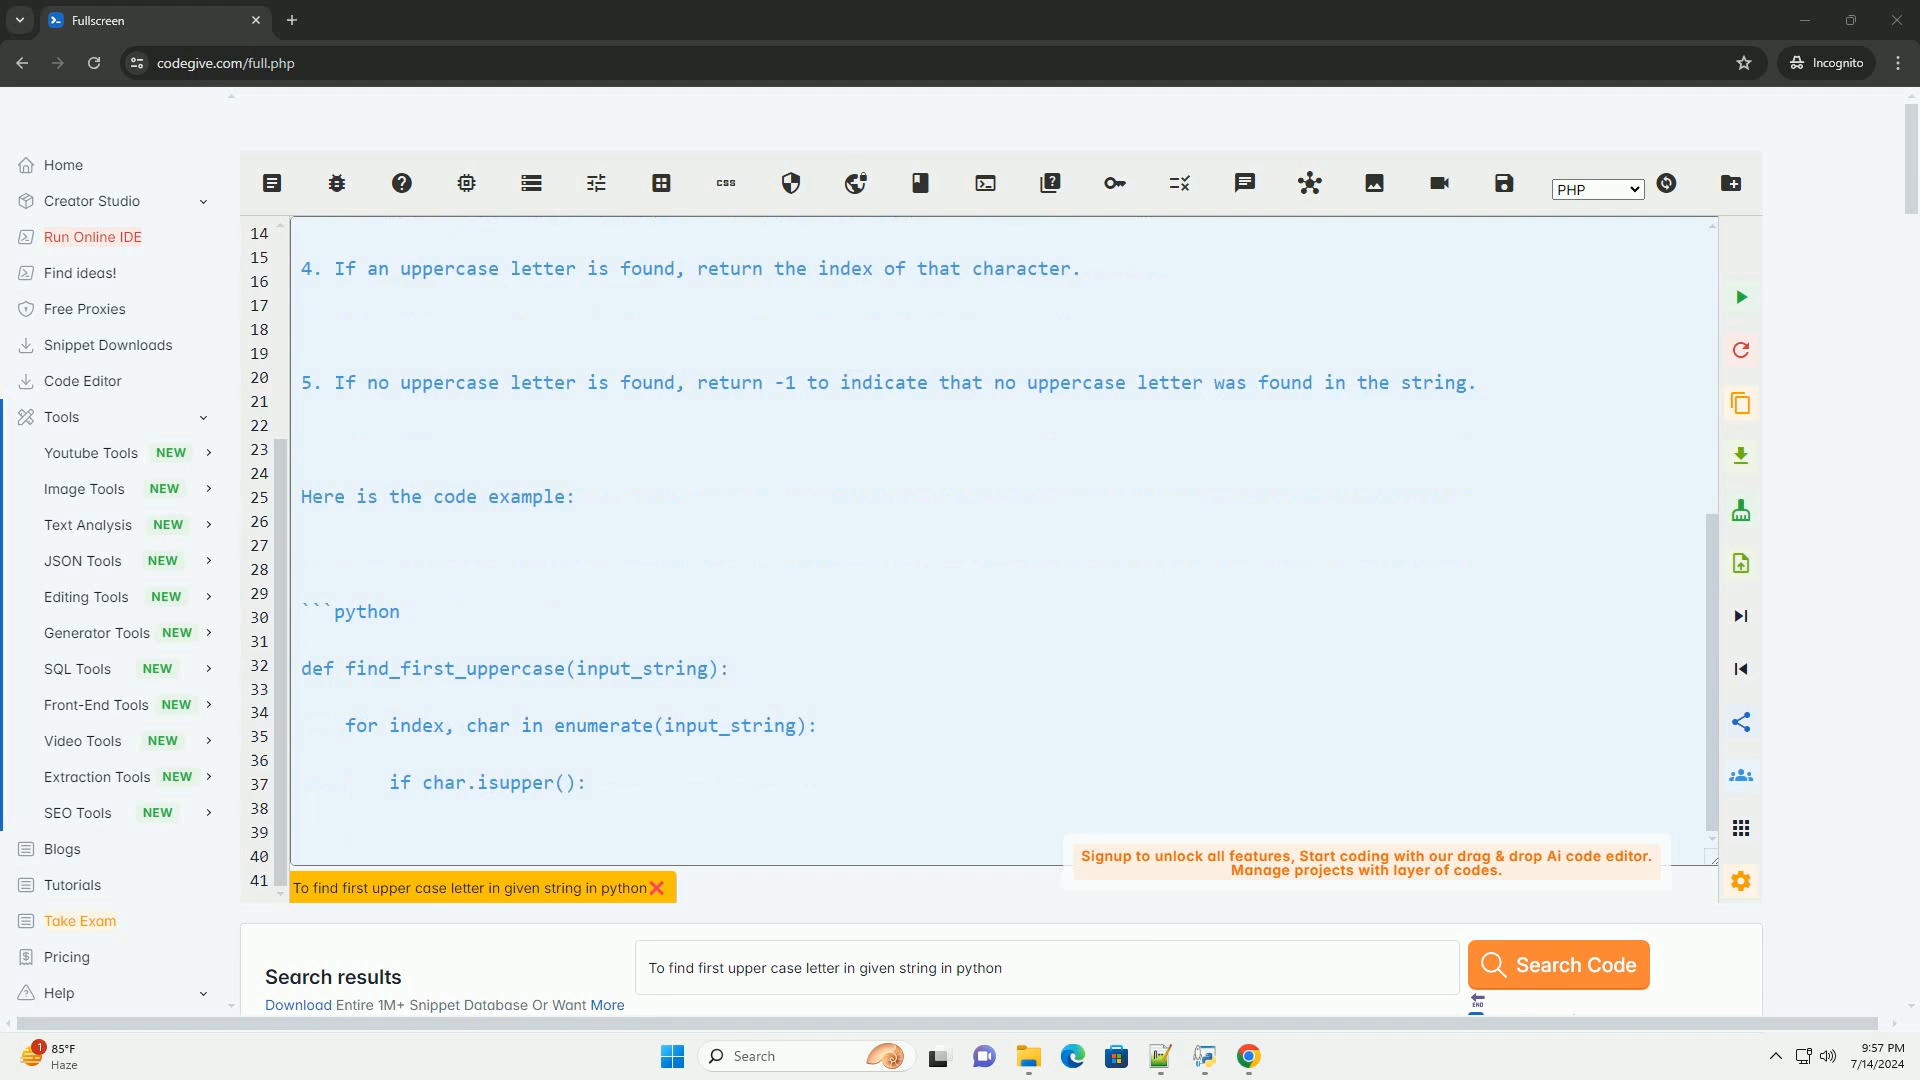 Fullscreen
codegive.com/full.php
Incognito
Home
Creator Studio
Run Online IDE
Find ideas!
Free Proxies
Snippet Downloads
Code Editor
Tools
Youtube Tools NEW
Image Tools NEW
Text Analysis NEW
JSON Tools NEW
Editing Tools NEW
Generator Tools NEW
SQL Tools NEW
Front-End Tools NEW
Video Tools NEW
Extraction Tools NEW
SEO Tools NEW
Blogs
Tutorials
Take Exam
Pricing
Help
css
PHP
14
15
16
17
18
19
20
21
22
23
24
25
26
27
28
29
30
31
32
33
34
35
36
37
38
39
40
41
4. If an uppercase letter is found, return the index of that character.
5. If no uppercase letter is found, return -1 to indicate that no uppercase letter was found in the string.
Here is the code example:
```python
def find_first_uppercase(input_string):
    for index, char in enumerate(input_string):
        if char.isupper():
Signup to unlock all features, Start coding with our drag & drop Ai code editor.
Manage projects with layer of codes.
To find first upper case letter in given string in python
Search results
Download Entire 1M+ Snippet Database Or Want More
To find first upper case letter in given string in python
Search Code
END
1
85°F
Haze
Search
9:57 PM
7/14/2024